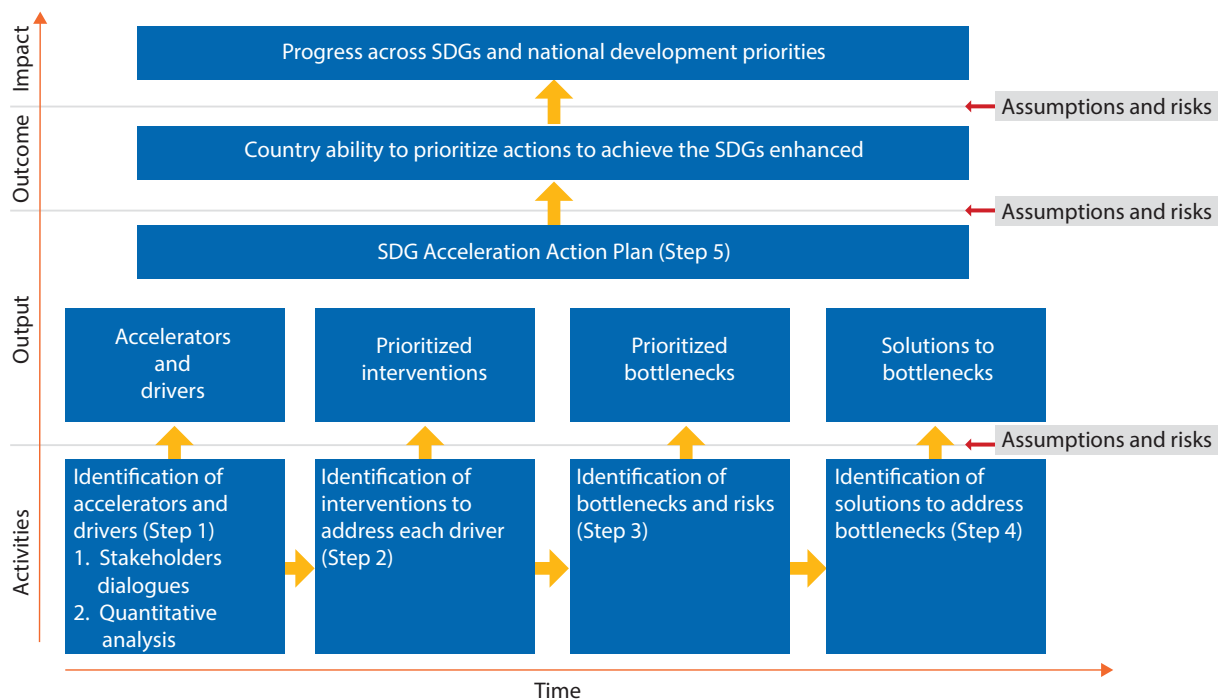 Impact
Progress across SDGs and national development priorities
Assumptions and risks
Outcome
Country ability to prioritize actions to achieve the SDGs enhanced
Assumptions and risks
Output
SDG Acceleration Action Plan (Step 5)
Accelerators
and
drivers
Prioritized
interventions
Prioritized
bottlenecks
Solutions to
bottlenecks
Assumptions and risks
Activities
Identification of
accelerators and
drivers (Step 1)
1. Stakeholders
dialogues
2. Quantitative
analysis
Identification of
interventions to
address each driver
(Step 2)
Identification of
bottlenecks and risks
(Step 3)
Identification of
solutions to address
bottlenecks (Step 4)
Time